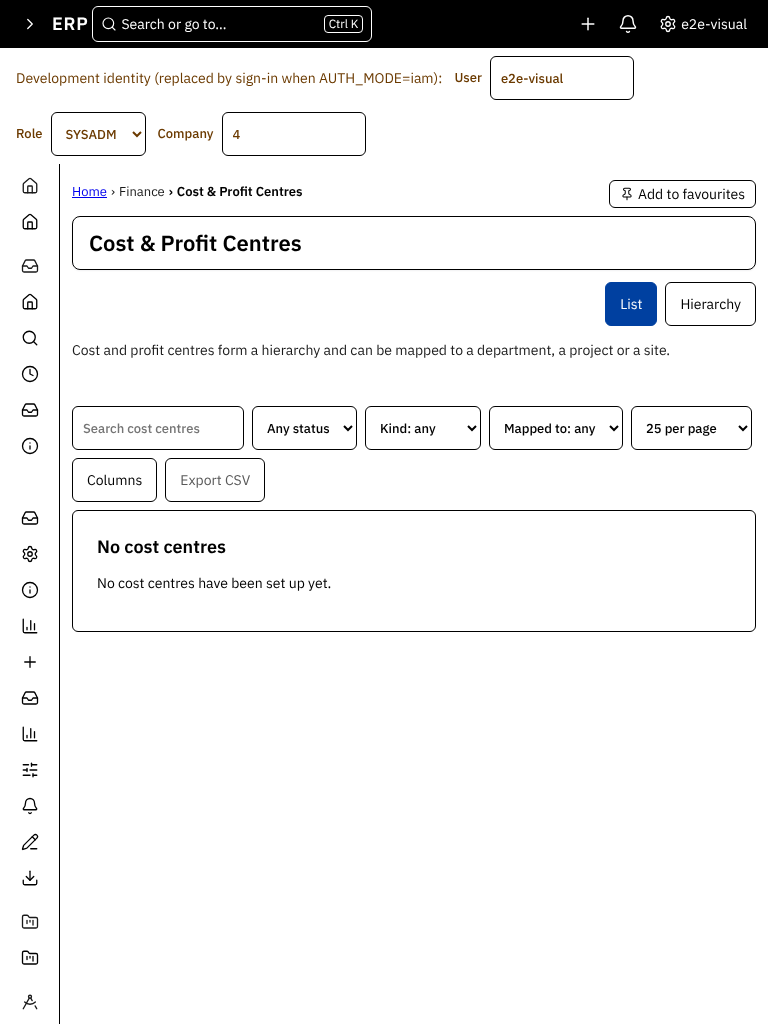 ERP Search or go to... Ctrl K e2e-visual
Development identity (replaced by sign-in when AUTH_MODE=iam): User e2e-visual
Role SYSADM Company 4
Home › Finance › Cost & Profit Centres Add to favourites
Cost & Profit Centres
List Hierarchy
Cost and profit centres form a hierarchy and can be mapped to a department, a project or a site.
Search cost centres Any status Kind: any Mapped to: any 25 per page
Columns Export CSV
No cost centres
No cost centres have been set up yet.